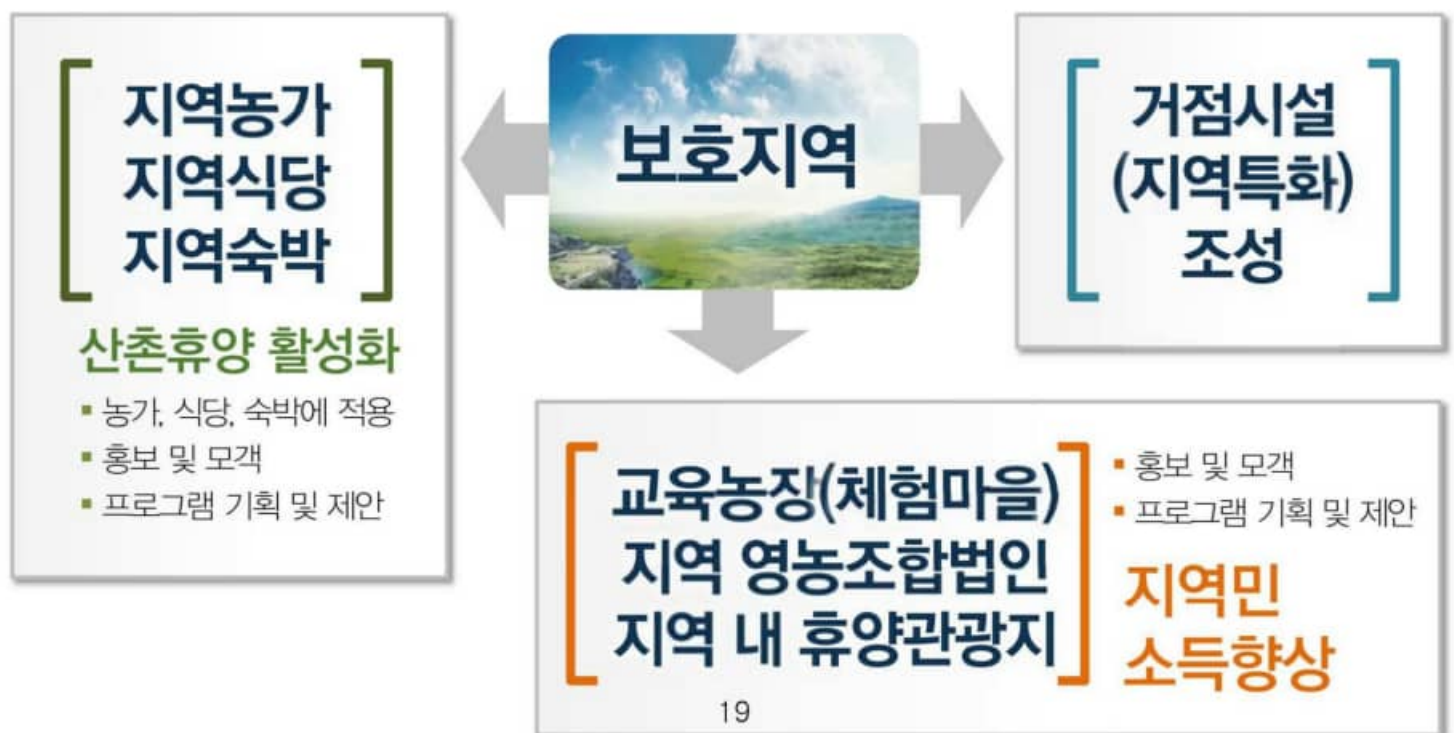 지역농가
지역식당
지역숙박
산촌휴양 활성화
▪ 농가, 식당, 숙박에 적용
▪ 홍보 및 모객
▪ 프로그램 기획 및 제안
보호지역
거점시설
(지역특화)
조성
교육농장(체험마을)
지역 영농조합법인
지역 내 휴양관광지
▪ 홍보 및 모객
▪ 프로그램 기획 및 제안
지역민
소득향상
19